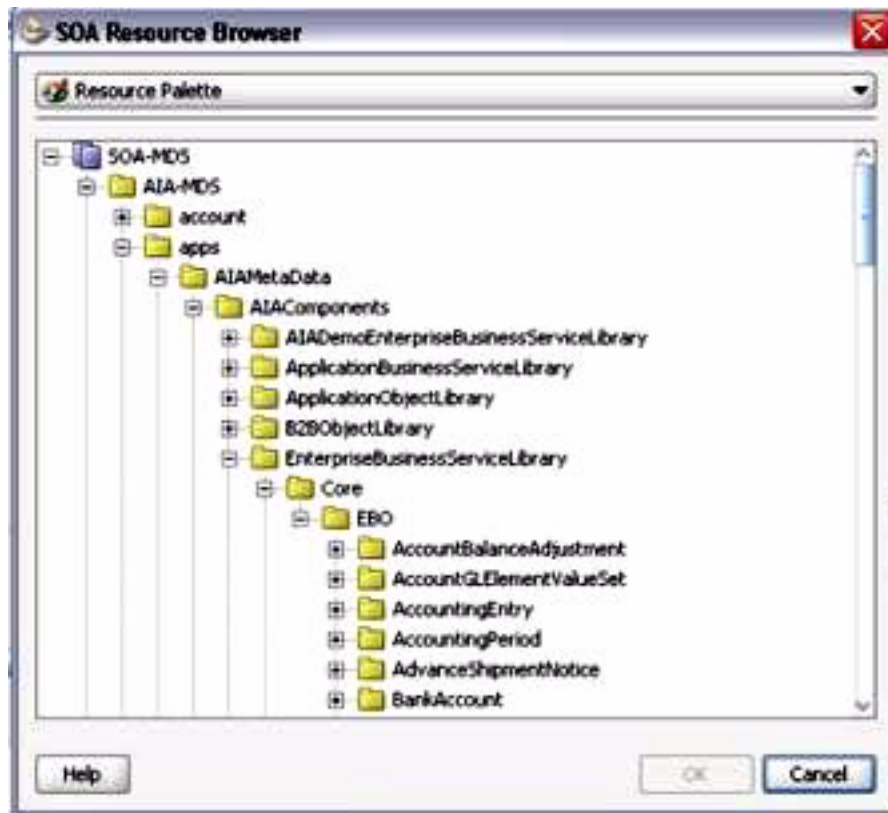 SOA Resource Browser
Resource Palette
SOA-MDS
AIA-MDS
account
apps
AIAMetaData
AIAComponents
AIADemoEnterpriseBusinessServiceLibrary
ApplicationBusinessServiceLibrary
ApplicationObjectLibrary
B2BObjectLibrary
EnterpriseBusinessServiceLibrary
Core
EBO
AccountBalanceAdjustment
AccountGLElementValueSet
AccountingEntry
AccountingPeriod
AdvanceShipmentNotice
BankAccount
Help OK Cancel